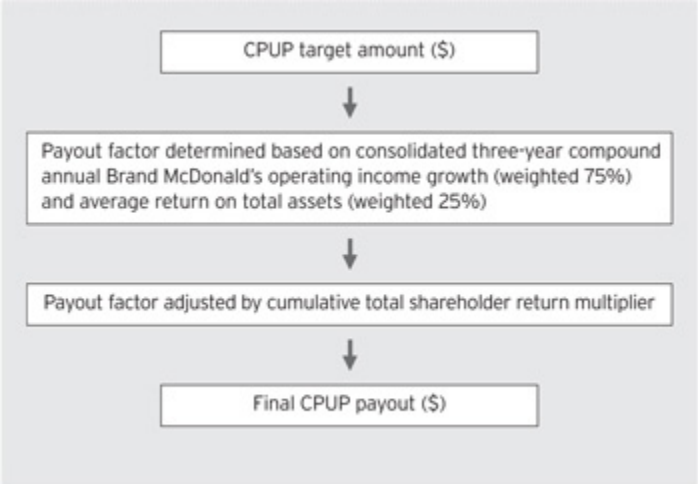 CPUP target amount ($)
Payout factor determined based on consolidated three-year compound
annual Brand McDonald's operating income growth (weighted 75%)
and average return on total assets (weighted 25%)
Payout factor adjusted by cumulative total shareholder return multiplier
Final CPUP payout ($)